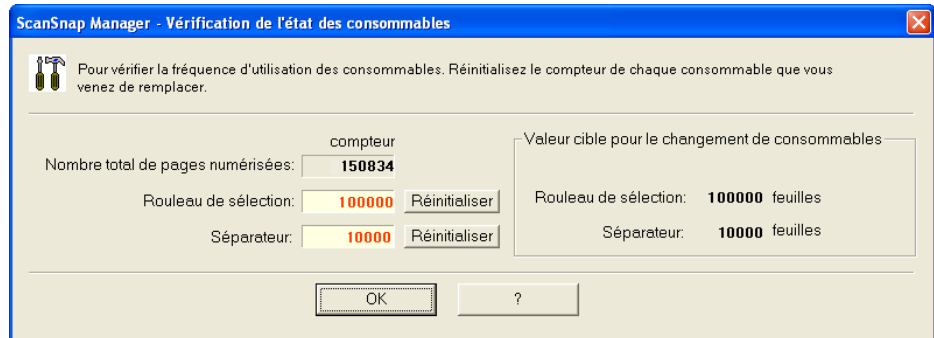 ScanSnap Manager - Vérification de l'état des consommables
Pour vérifier la fréquence d'utilisation des consommables. Réinitialisez le compteur de chaque consommable que vous
venez de remplacer.
compteur
Nombre total de pages numérisées: 150834
Rouleau de sélection: 100000 Réinitialiser
Séparateur: 10000 Réinitialiser
Valeur cible pour le changement de consommables
Rouleau de sélection: 100000 feuilles
Séparateur: 10000 feuilles
OK ?